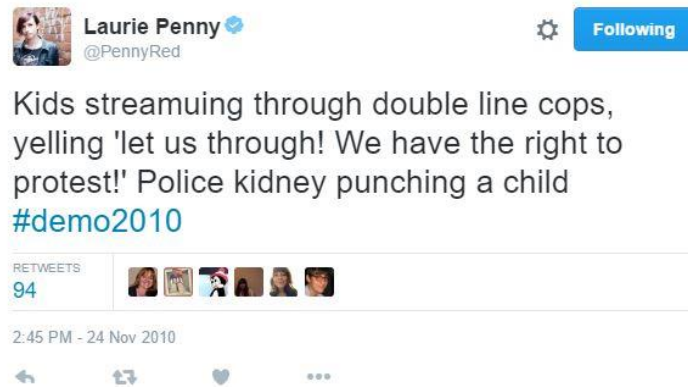 Laurie Penny
@PennyRed
Following
Kids streamuing through double line cops,
yelling 'let us through! We have the right to
protest!' Police kidney punching a child
#demo2010
RETWEETS
94
2:45 PM - 24 Nov 2010